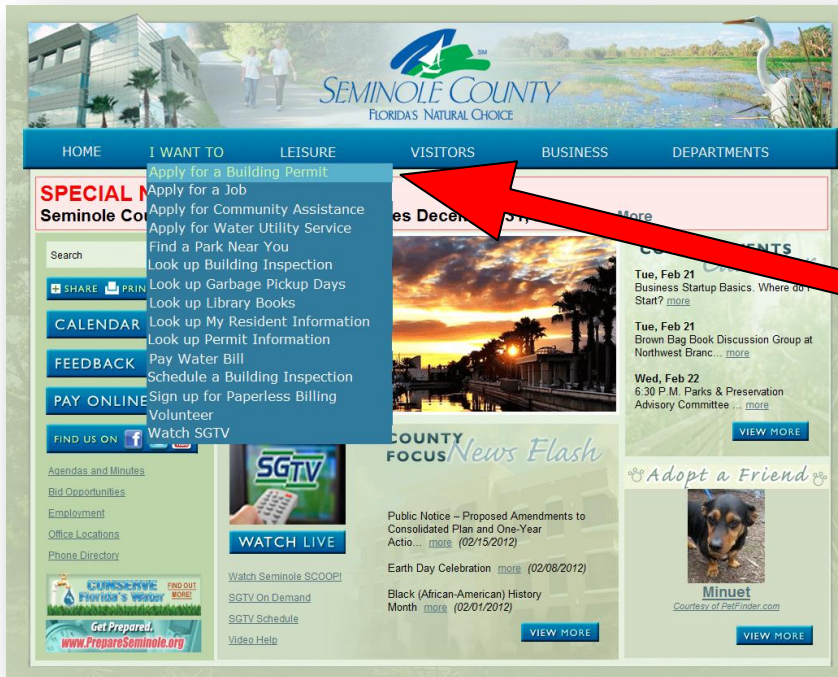 SM
SEMINOLE COUNTY
FLORIDA'S NATURAL CHOICE
HOME I WANT TO LEISURE VISITORS BUSINESS DEPARTMENTS
Apply for a Building Permit
Apply for a Job
Apply for Community Assistance
Apply for Water Utility Service
Find a Park Near You
Look up Building Inspection
Look up Garbage Pickup Days
Look up Library Books
Look up My Resident Information
Look up Permit Information
Pay Water Bill
Schedule a Building Inspection
Sign up for Paperless Billing
Volunteer
Watch SGTV
SPECIAL
Seminole Decem More
Search
SHARE PRIN
CALENDAR
FEEDBACK
PAY ONLINE
FIND US ON f
Agendas and Minutes
Bid Opportunities
Employment
Office Locations
Phone Directory
CONSERVE
Florida's Water
FIND OUT
MORE!
Get Prepared.
www.PrepareSeminole.org
SGTV
WATCH LIVE
Watch Seminole SCOOP!
SGTV On Demand
SGTV Schedule
Video Help
COUNTY
FOCUS News Flash
Public Notice – Proposed Amendments to
Consolidated Plan and One-Year
Actio... more (02/15/2012)
Earth Day Celebration more (02/08/2012)
Black (African-American) History
Month more (02/01/2012)
VIEW MORE
Tue, Feb 21
Business Startup Basics. Where do I
Start? more
Tue, Feb 21
Brown Bag Book Discussion Group at
Northwest Branc... more
Wed, Feb 22
6:30 P.M. Parks & Preservation
Advisory Committee ... more
VIEW MORE
Adopt a Friend
Minuet
Courtesy of PetFinder.com
VIEW MORE